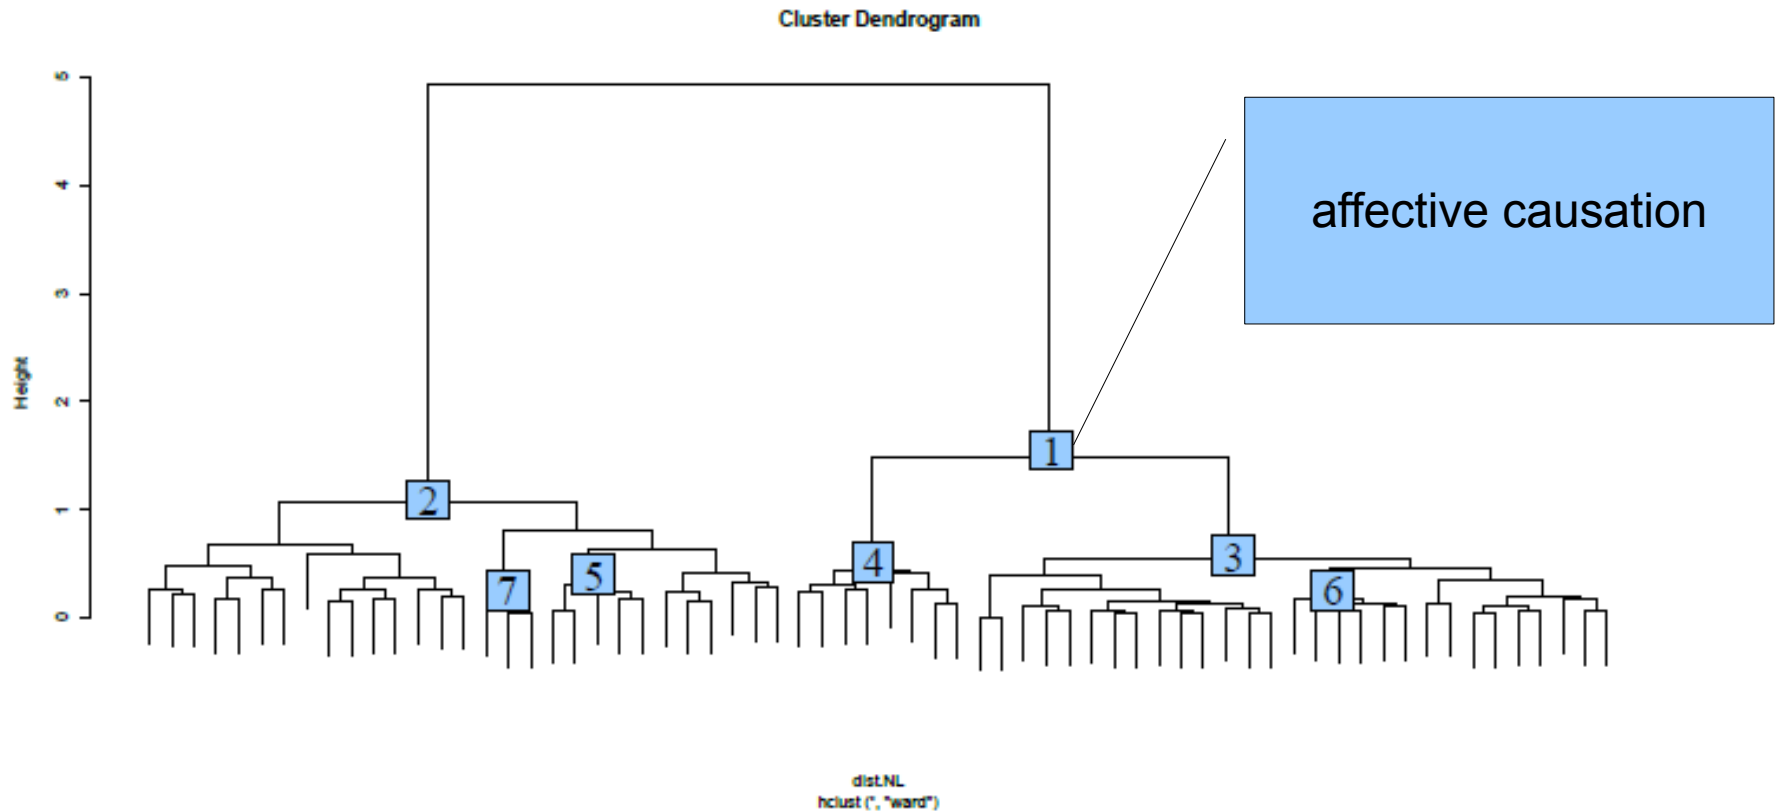 Cluster Dendrogram
5
4
3
2
1
0
Height
affective causation
1
2
3
4
5
6
7
dist.NL
hclust (*, "ward")